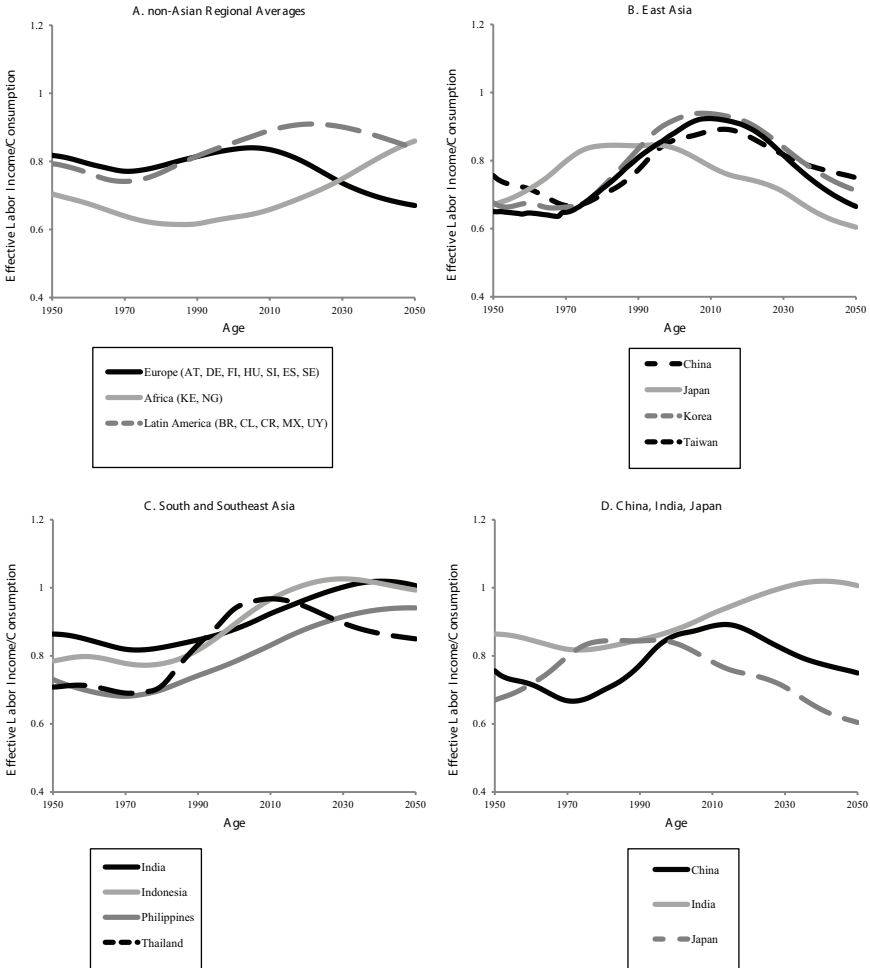 A. non-Asian Regional Averages
1.2
1
0.8
0.6
0.4
Effective Labor Income/Consumption
1950 1970 1990 2010 2030 2050
Age
Europe (AT, DE, FI, HU, SI, ES, SE)
Africa (KE, NG)
Latin America (BR, CL, CR, MX, UY)
B. East Asia
1.2
1
0.8
0.6
0.4
Effective Labor Income/Consumption
1950 1970 1990 2010 2030 2050
Age
China
Japan
Korea
Taiwan
C. South and Southeast Asia
1.2
1
0.8
0.6
0.4
Effective Labor Income/Consumption
1950 1970 1990 2010 2030 2050
Age
India
Indonesia
Philippines
Thailand
D. China, India, Japan
1.2
1
0.8
0.6
0.4
Effective Labor Income/Consumption
1950 1970 1990 2010 2030 2050
Age
China
India
Japan